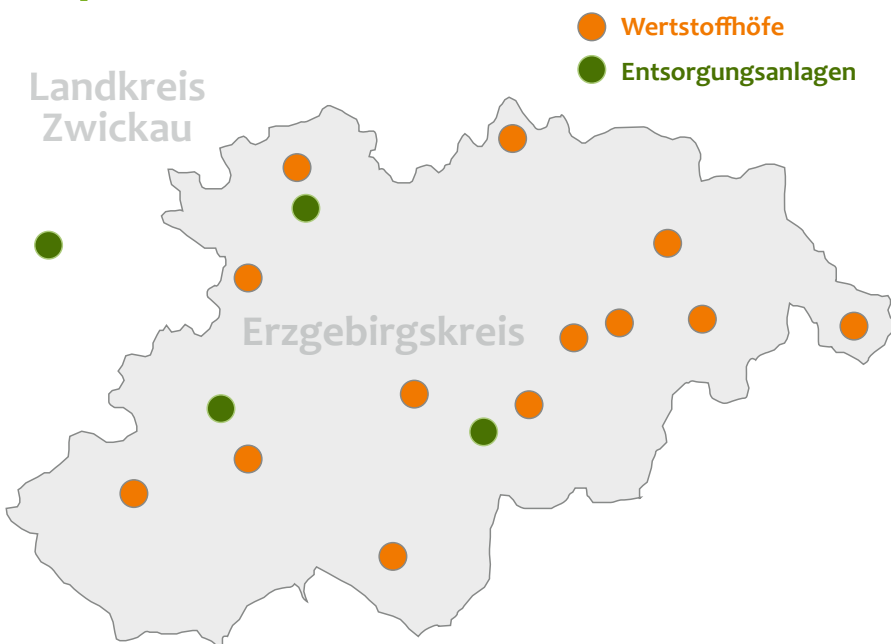 Wertstoffhöfe
Entsorgungsanlagen
Landkreis
Zwickau
Erzgebirgskreis